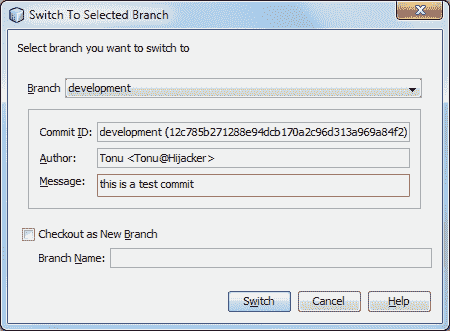 Switch To Selected Branch
Select branch you want to switch to
Branch development
Commit ID: development (12c785b271288e94dcb170a2c96d313a969a84f2)
Author: Tonu <Tonu@Hijacker>
Message: this is a test commit
Checkout as New Branch
Branch Name:
Switch Cancel Help